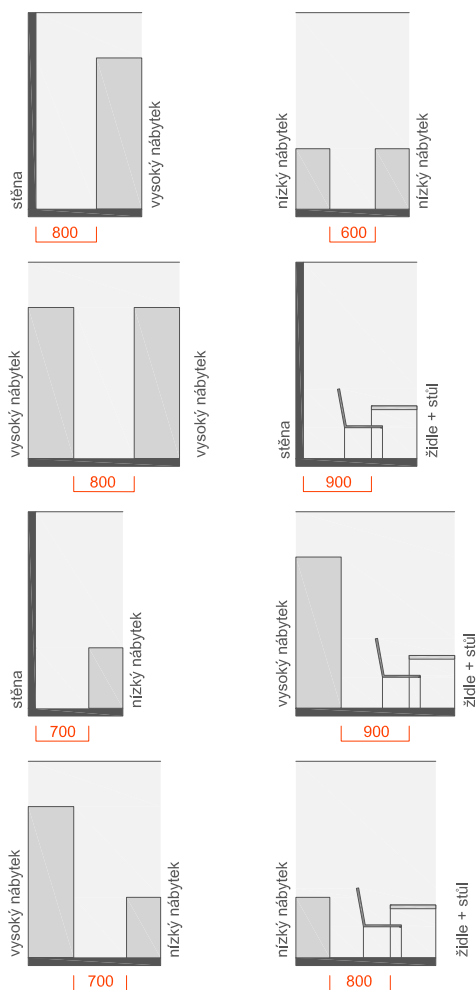 stěna
vysoký nábytek
800
nízký nábytek
nízký nábytek
600
vysoký nábytek
vysoký nábytek
800
stěna
židle + stůl
900
stěna
nízký nábytek
700
vysoký nábytek
židle + stůl
900
vysoký nábytek
nízký nábytek
700
nízký nábytek
židle + stůl
800